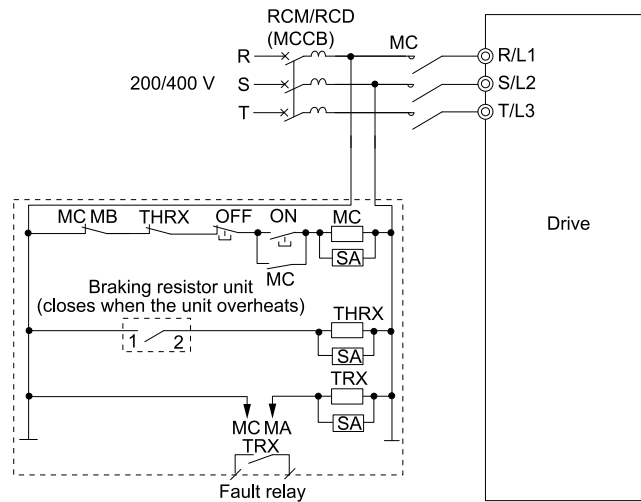 RCM/RCD
(MCCB)
MC
R
R/L1
200/400 V
S
S/L2
T
T/L3
Drive
MC MB
THRX
OFF
ON
MC
SA
MC
Braking resistor unit
(closes when the unit overheats)
1
2
THRX
SA
TRX
SA
MC MA
TRX
Fault relay